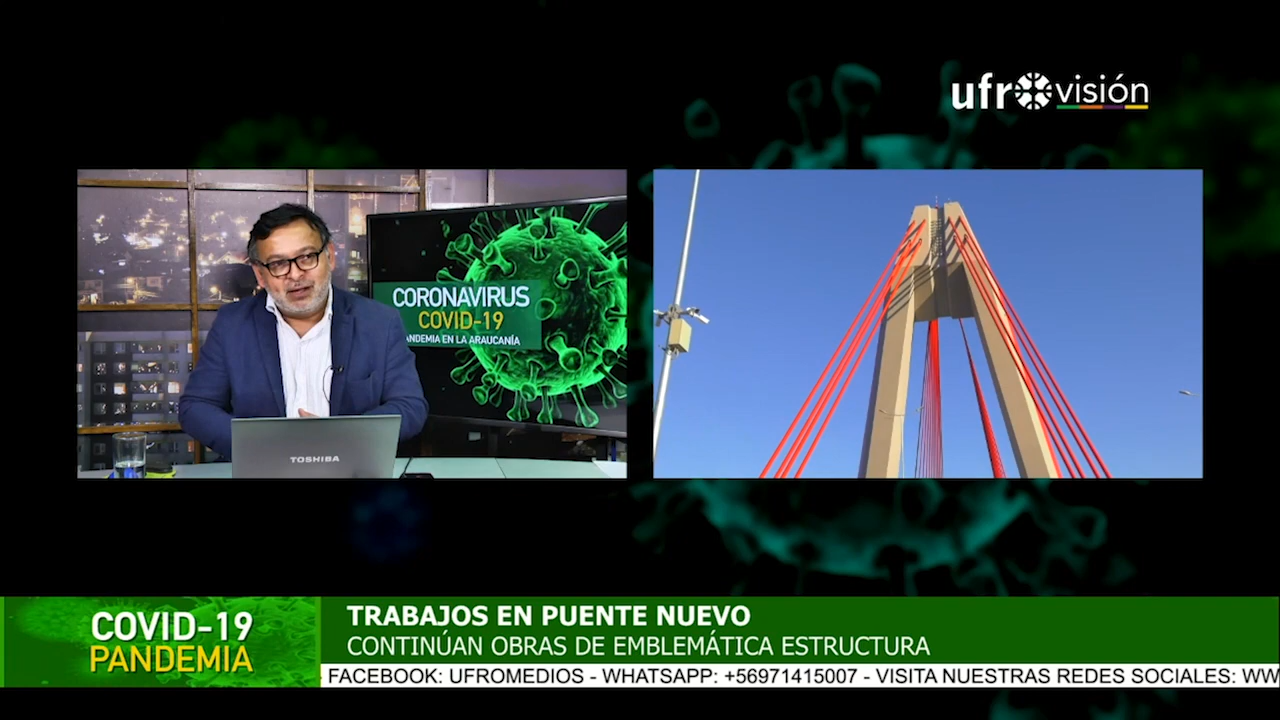 ufrovisión
CORONAVIRUS
COVID-19
PANDEMIA EN LA ARAUCANÍA
TOSHIBA
COVID-19
PANDEMIA
TRABAJOS EN PUENTE NUEVO
CONTINÚAN OBRAS DE EMBLEMÁTICA ESTRUCTURA
FACEBOOK: UFROMEDIOS - WHATSAPP: +56971415007 - VISITA NUESTRAS REDES SOCIALES: WW